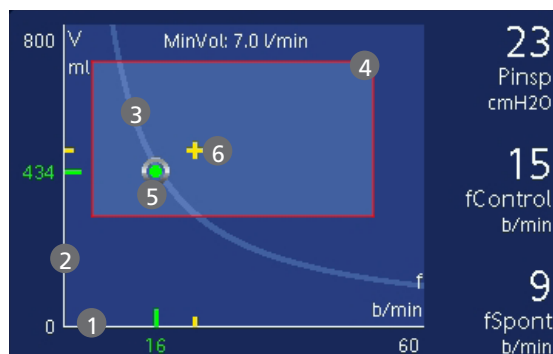 800 V
ml
MinVol: 7.0 l/min
4
3
6
434
5
2
f
b/min
0
1
16
60
23
Pinsp
cmH2O
15
fControl
b/min
9
fSpont
b/min